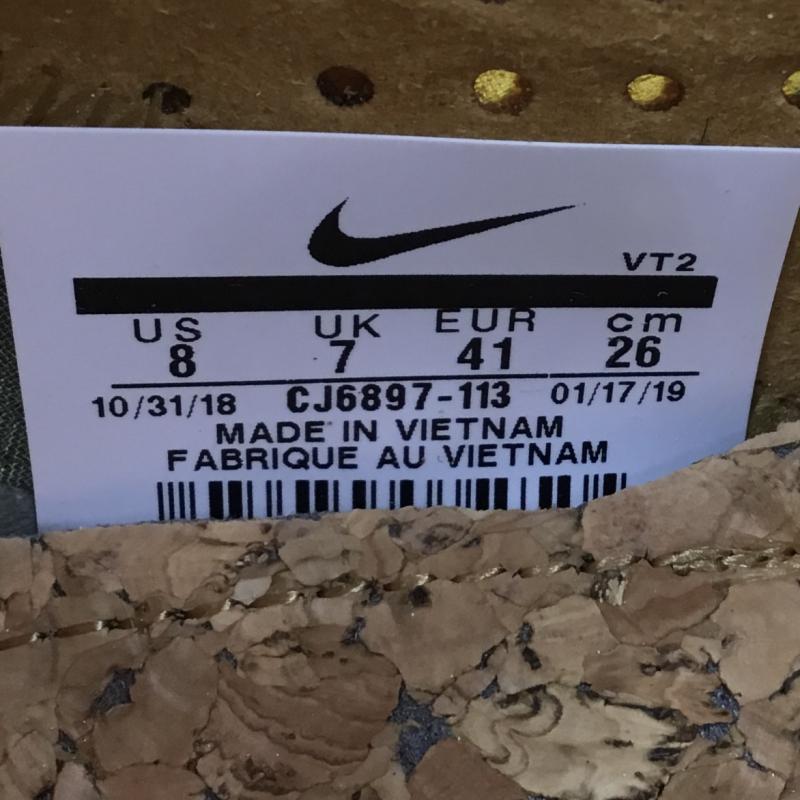 VT2
US UK EUR cm
8 7 41 26
10/31/18 CJ6897-113 01/17/19
MADE IN VIETNAM
FABRIQUE AU VIETNAM